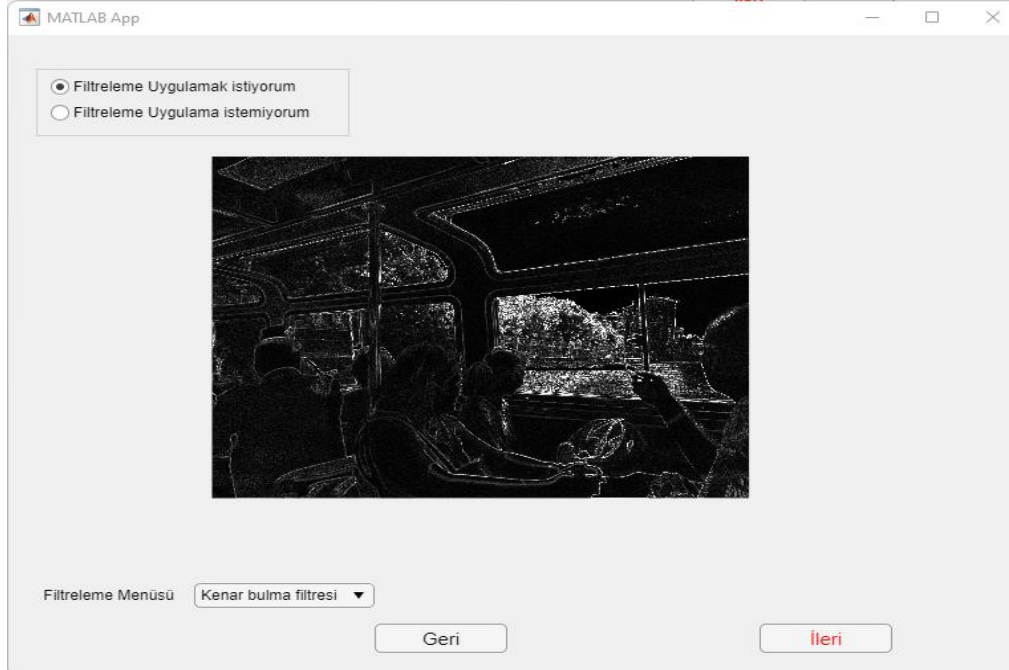 MATLAB App
Filtreleme Uygulamak istiyorum
Filtreleme Uygulama istemiyorum
Filtreleme Menüsü Kenar bulma filtresi
Geri İleri